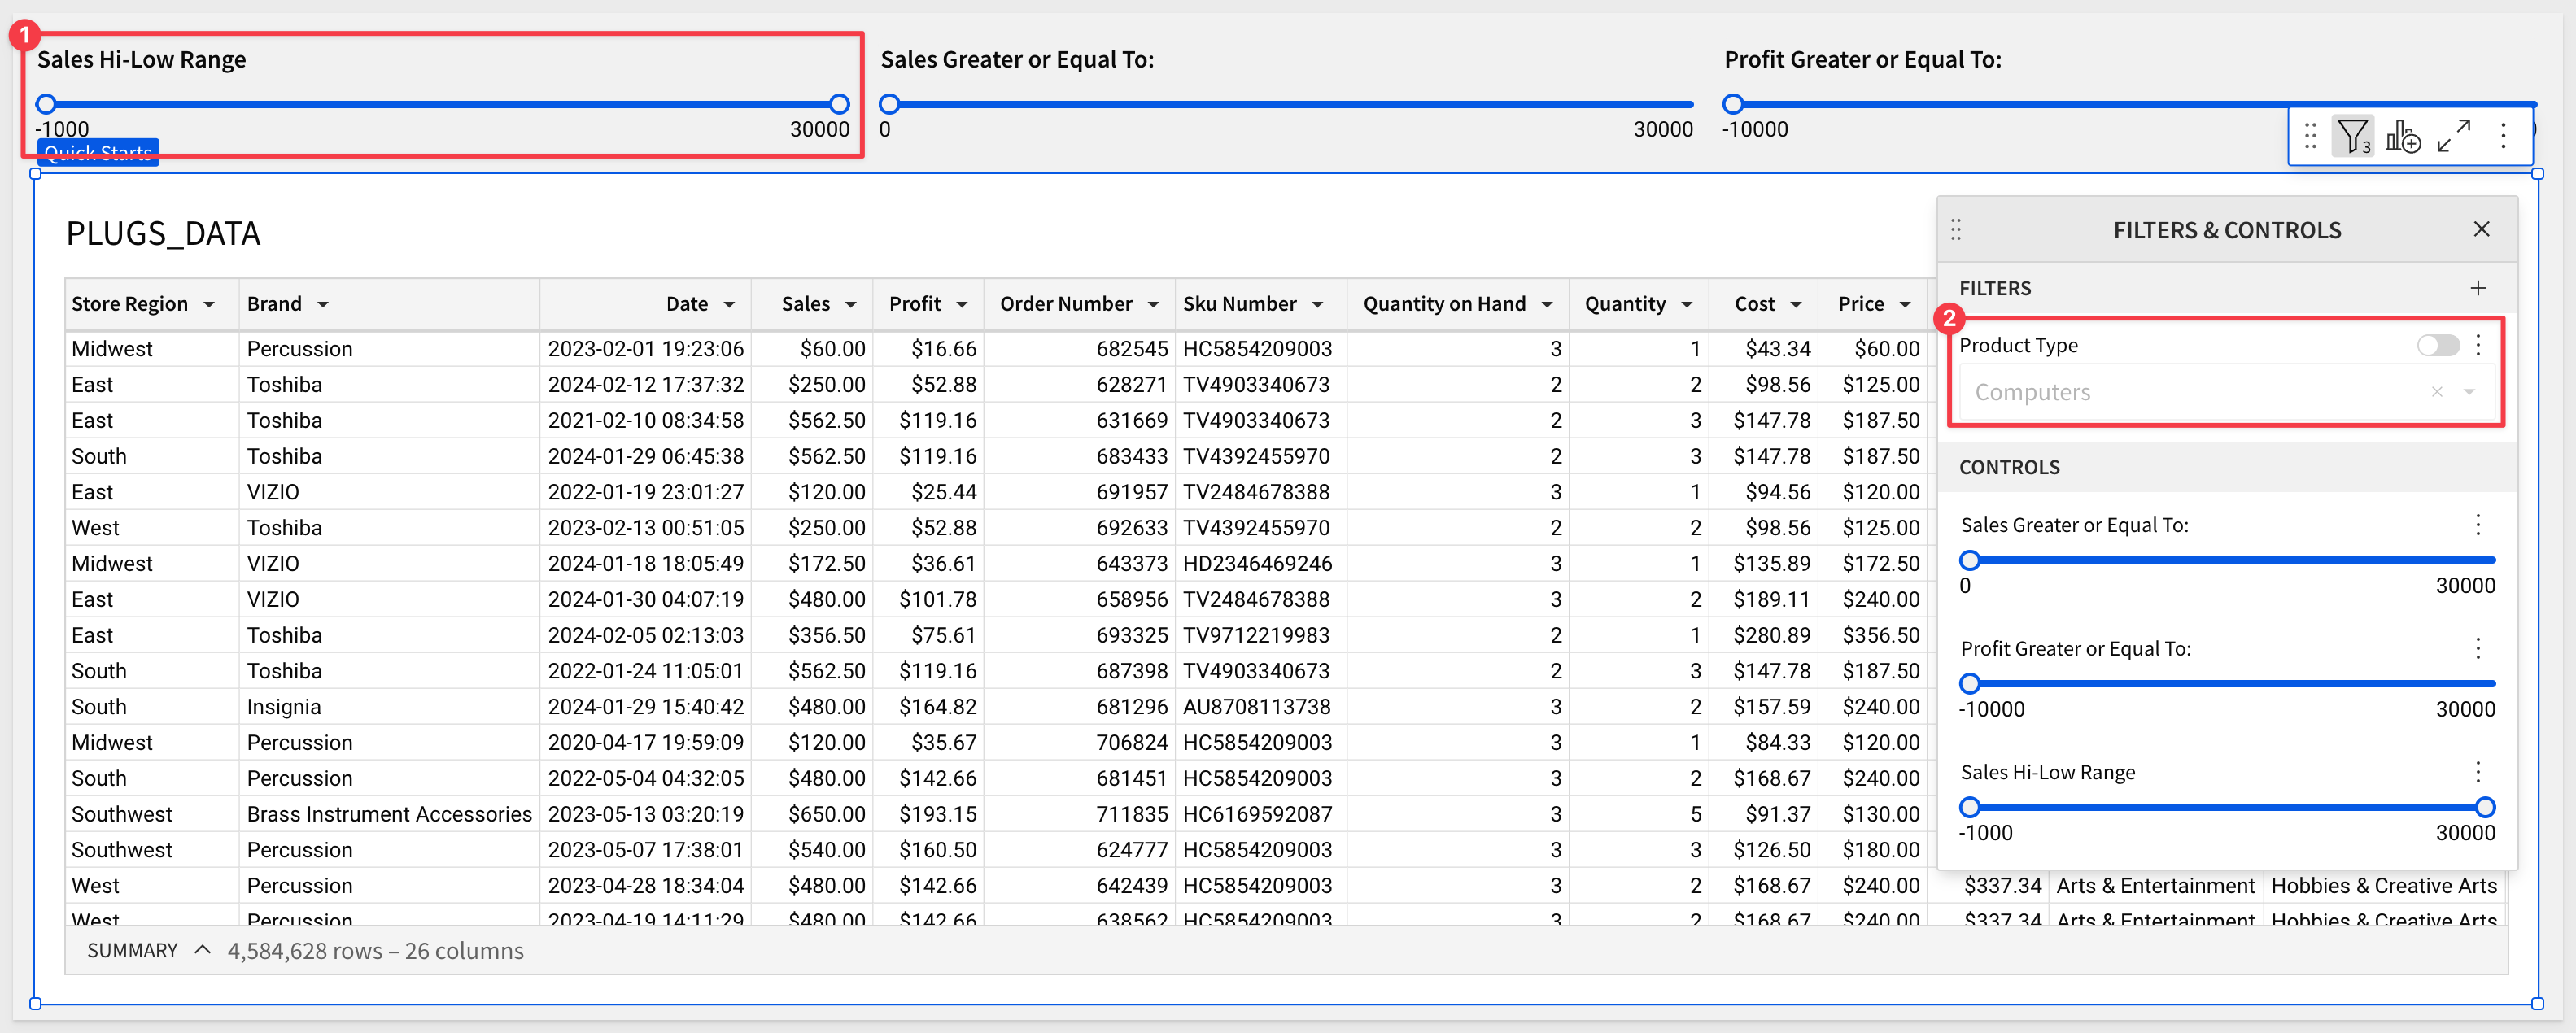 1
Sales Hi-Low Range
Sales Greater or Equal To:
Profit Greater or Equal To:
-1000 30000
0 30000
-10000
Quick Starts
3
PLUGS_DATA
Store Region Brand Date Sales Profit Order Number Sku Number Quantity on Hand Quantity Cost Price
Midwest Percussion 2023-02-01 19:23:06 $60.00 $16.66 682545 HC5854209003 3 1 $43.34 $60.00
East Toshiba 2024-02-12 17:37:32 $250.00 $52.88 628271 TV4903340673 2 2 $98.56 $125.00
East Toshiba 2021-02-10 08:34:58 $562.50 $119.16 631669 TV4903340673 2 3 $147.78 $187.50
South Toshiba 2024-01-29 06:45:38 $562.50 $119.16 683433 TV4392455970 2 3 $147.78 $187.50
East VIZIO 2022-01-19 23:01:27 $120.00 $25.44 691957 TV2484678388 3 1 $94.56 $120.00
West Toshiba 2023-02-13 00:51:05 $250.00 $52.88 692633 TV4392455970 2 2 $98.56 $125.00
Midwest VIZIO 2024-01-18 18:05:49 $172.50 $36.61 643373 HD2346469246 3 1 $135.89 $172.50
East VIZIO 2024-01-30 04:07:19 $480.00 $101.78 658956 TV2484678388 3 2 $189.11 $240.00
East Toshiba 2024-02-05 02:13:03 $356.50 $75.61 693325 TV9712219983 2 1 $280.89 $356.50
South Toshiba 2022-01-24 11:05:01 $562.50 $119.16 687398 TV4903340673 2 3 $147.78 $187.50
South Insignia 2024-01-29 15:40:42 $480.00 $164.82 681296 AU8708113738 3 2 $157.59 $240.00
Midwest Percussion 2020-04-17 19:59:09 $120.00 $35.67 706824 HC5854209003 3 1 $84.33 $120.00
South Percussion 2022-05-04 04:32:05 $480.00 $142.66 681451 HC5854209003 3 2 $168.67 $240.00
Southwest Brass Instrument Accessories 2023-05-13 03:20:19 $650.00 $193.15 711835 HC6169592087 3 5 $91.37 $130.00
Southwest Percussion 2023-05-07 17:38:01 $540.00 $160.50 624777 HC5854209003 3 3 $126.50 $180.00
West Percussion 2023-04-28 18:34:04 $480.00 $142.66 642439 HC5854209003 3 2 $168.67 $240.00 $337.34 Arts & Entertainment Hobbies & Creative Arts
West Percussion 2023-04-19 14:11:29 $480.00 $142.66 638562 HC5854209003 3 2 $168.67 $240.00 $337.34 Arts & Entertainment Hobbies & Creative Arts
SUMMARY 4,584,628 rows – 26 columns
FILTERS & CONTROLS
FILTERS
2
Product Type
Computers
CONTROLS
Sales Greater or Equal To:
0 30000
Profit Greater or Equal To:
-10000 30000
Sales Hi-Low Range
-1000 30000